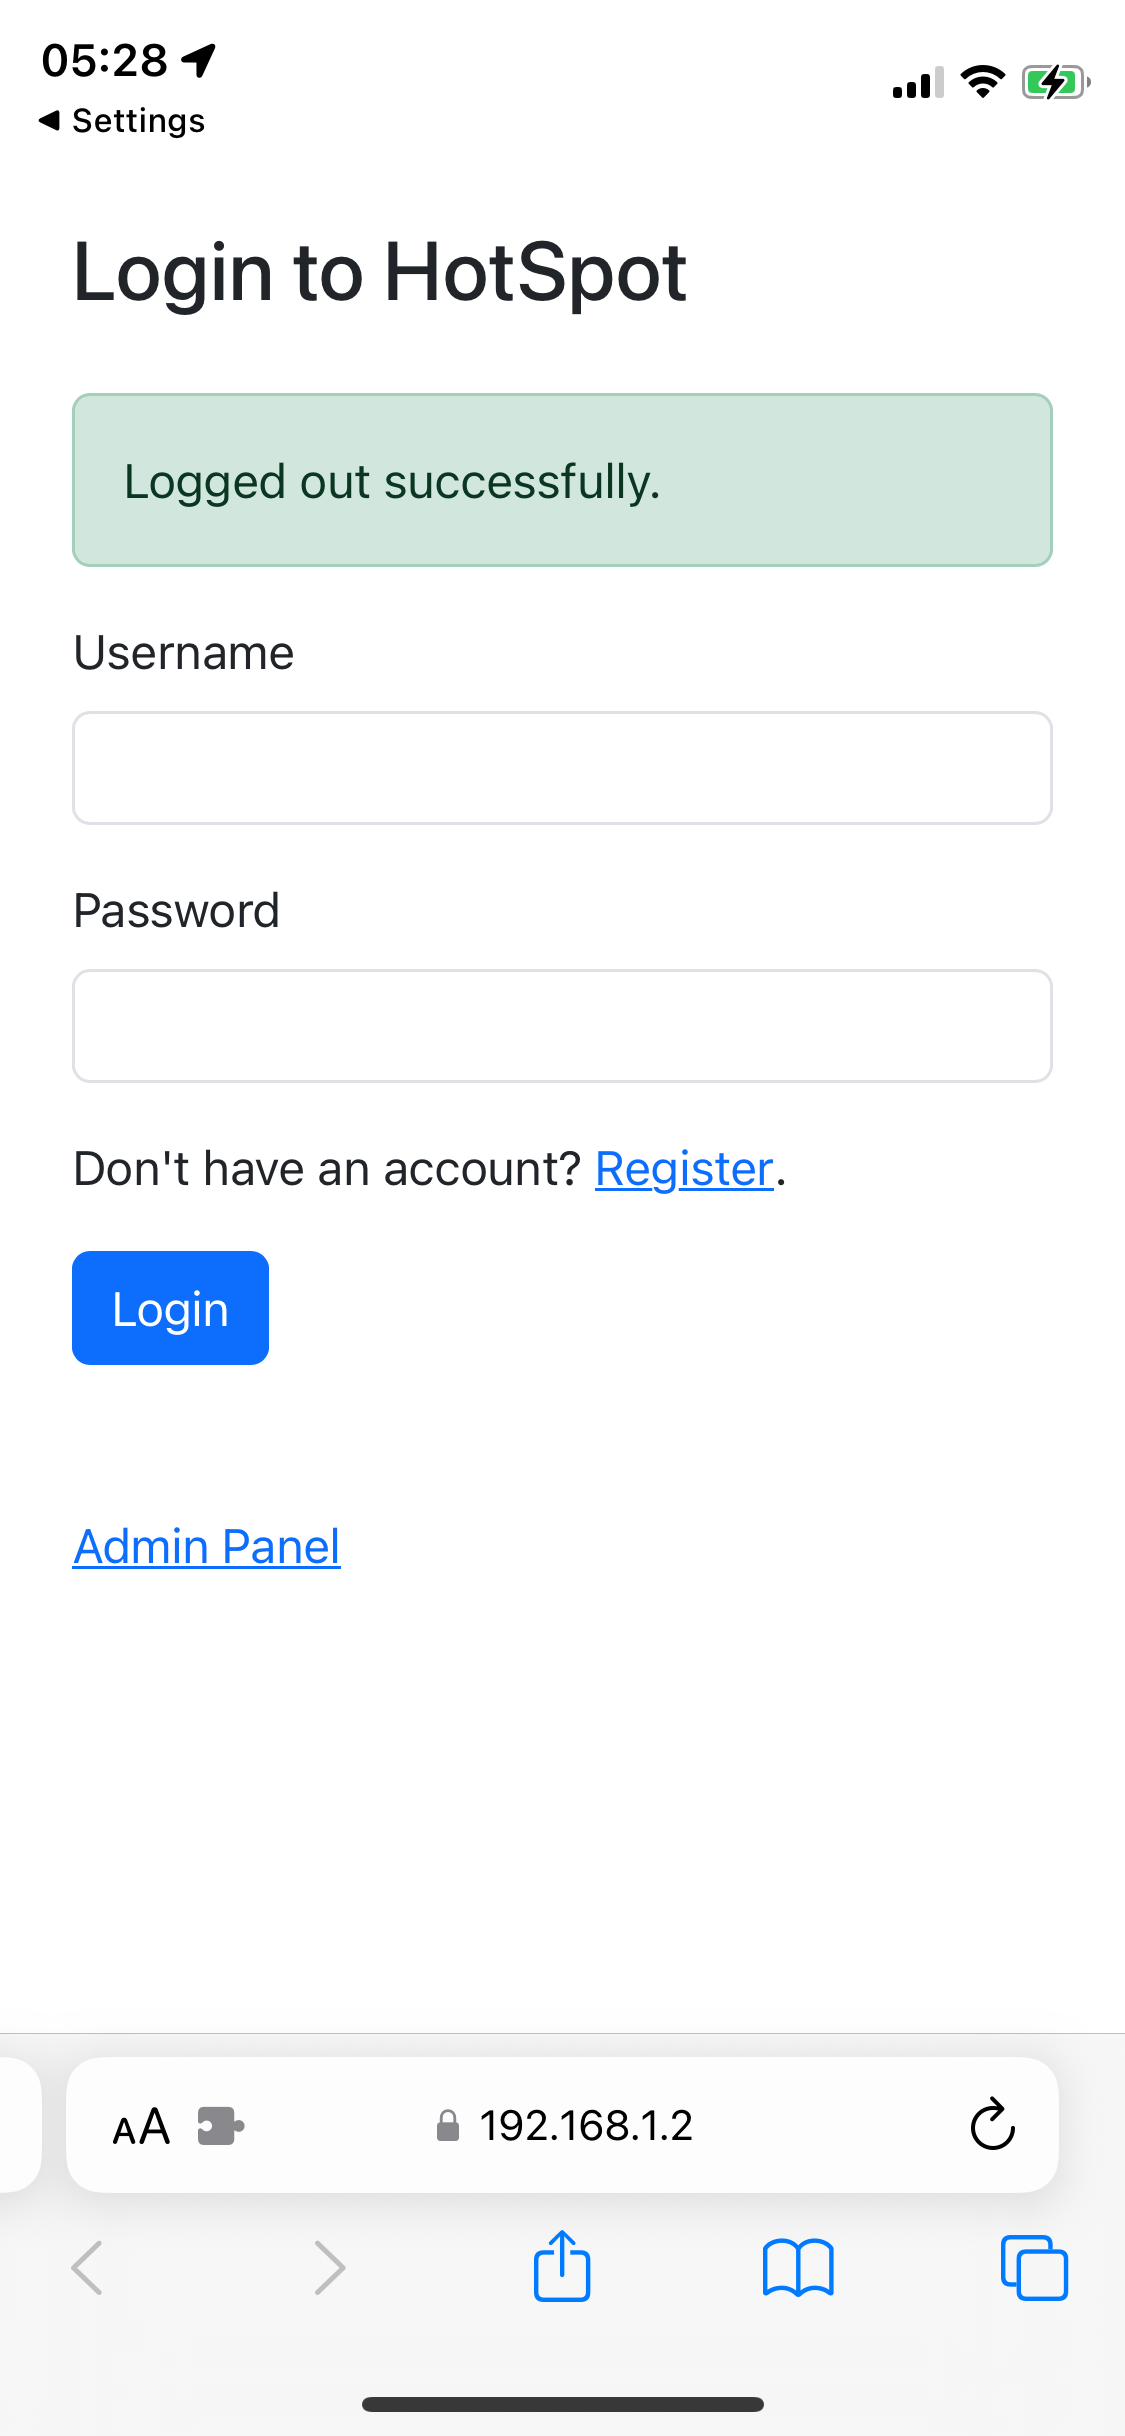 05:28
◀ Settings
Login to HotSpot
Logged out successfully.
Username
Password
Don't have an account? Register.
Login
Admin Panel
AA
192.168.1.2